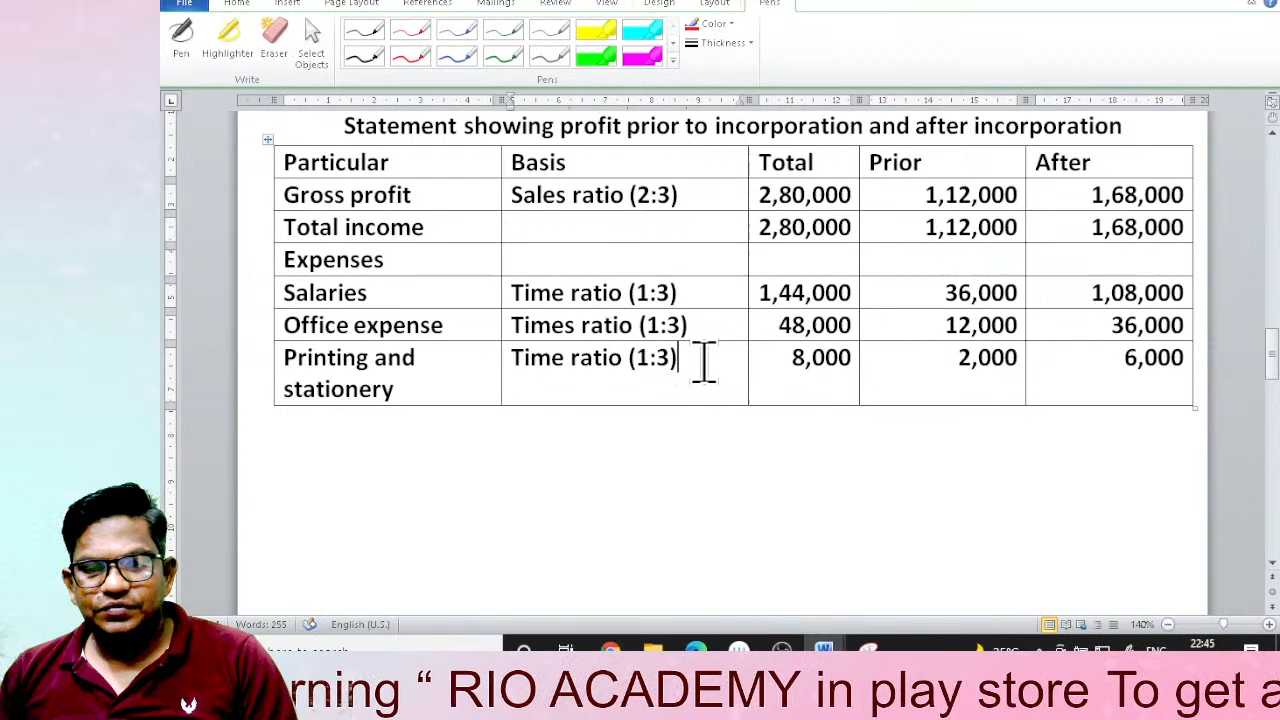 File Home Insert Page Layout References Mailings Review View Design Layout Pens
Pen Highlighter Eraser Select Objects
Color
Thickness
Write Pens
Statement showing profit prior to incorporation and after incorporation
Particular Basis Total Prior After
Gross profit Sales ratio (2:3) 2,80,000 1,12,000 1,68,000
Total income 2,80,000 1,12,000 1,68,000
Expenses
Salaries Time ratio (1:3) 1,44,000 36,000 1,08,000
Office expense Times ratio (1:3) 48,000 12,000 36,000
Printing and stationery Time ratio (1:3) 8,000 2,000 6,000
Words: 255 English (U.S.) 140%
here to search 22:45
rning “ RIO ACADEMY in play store To get a